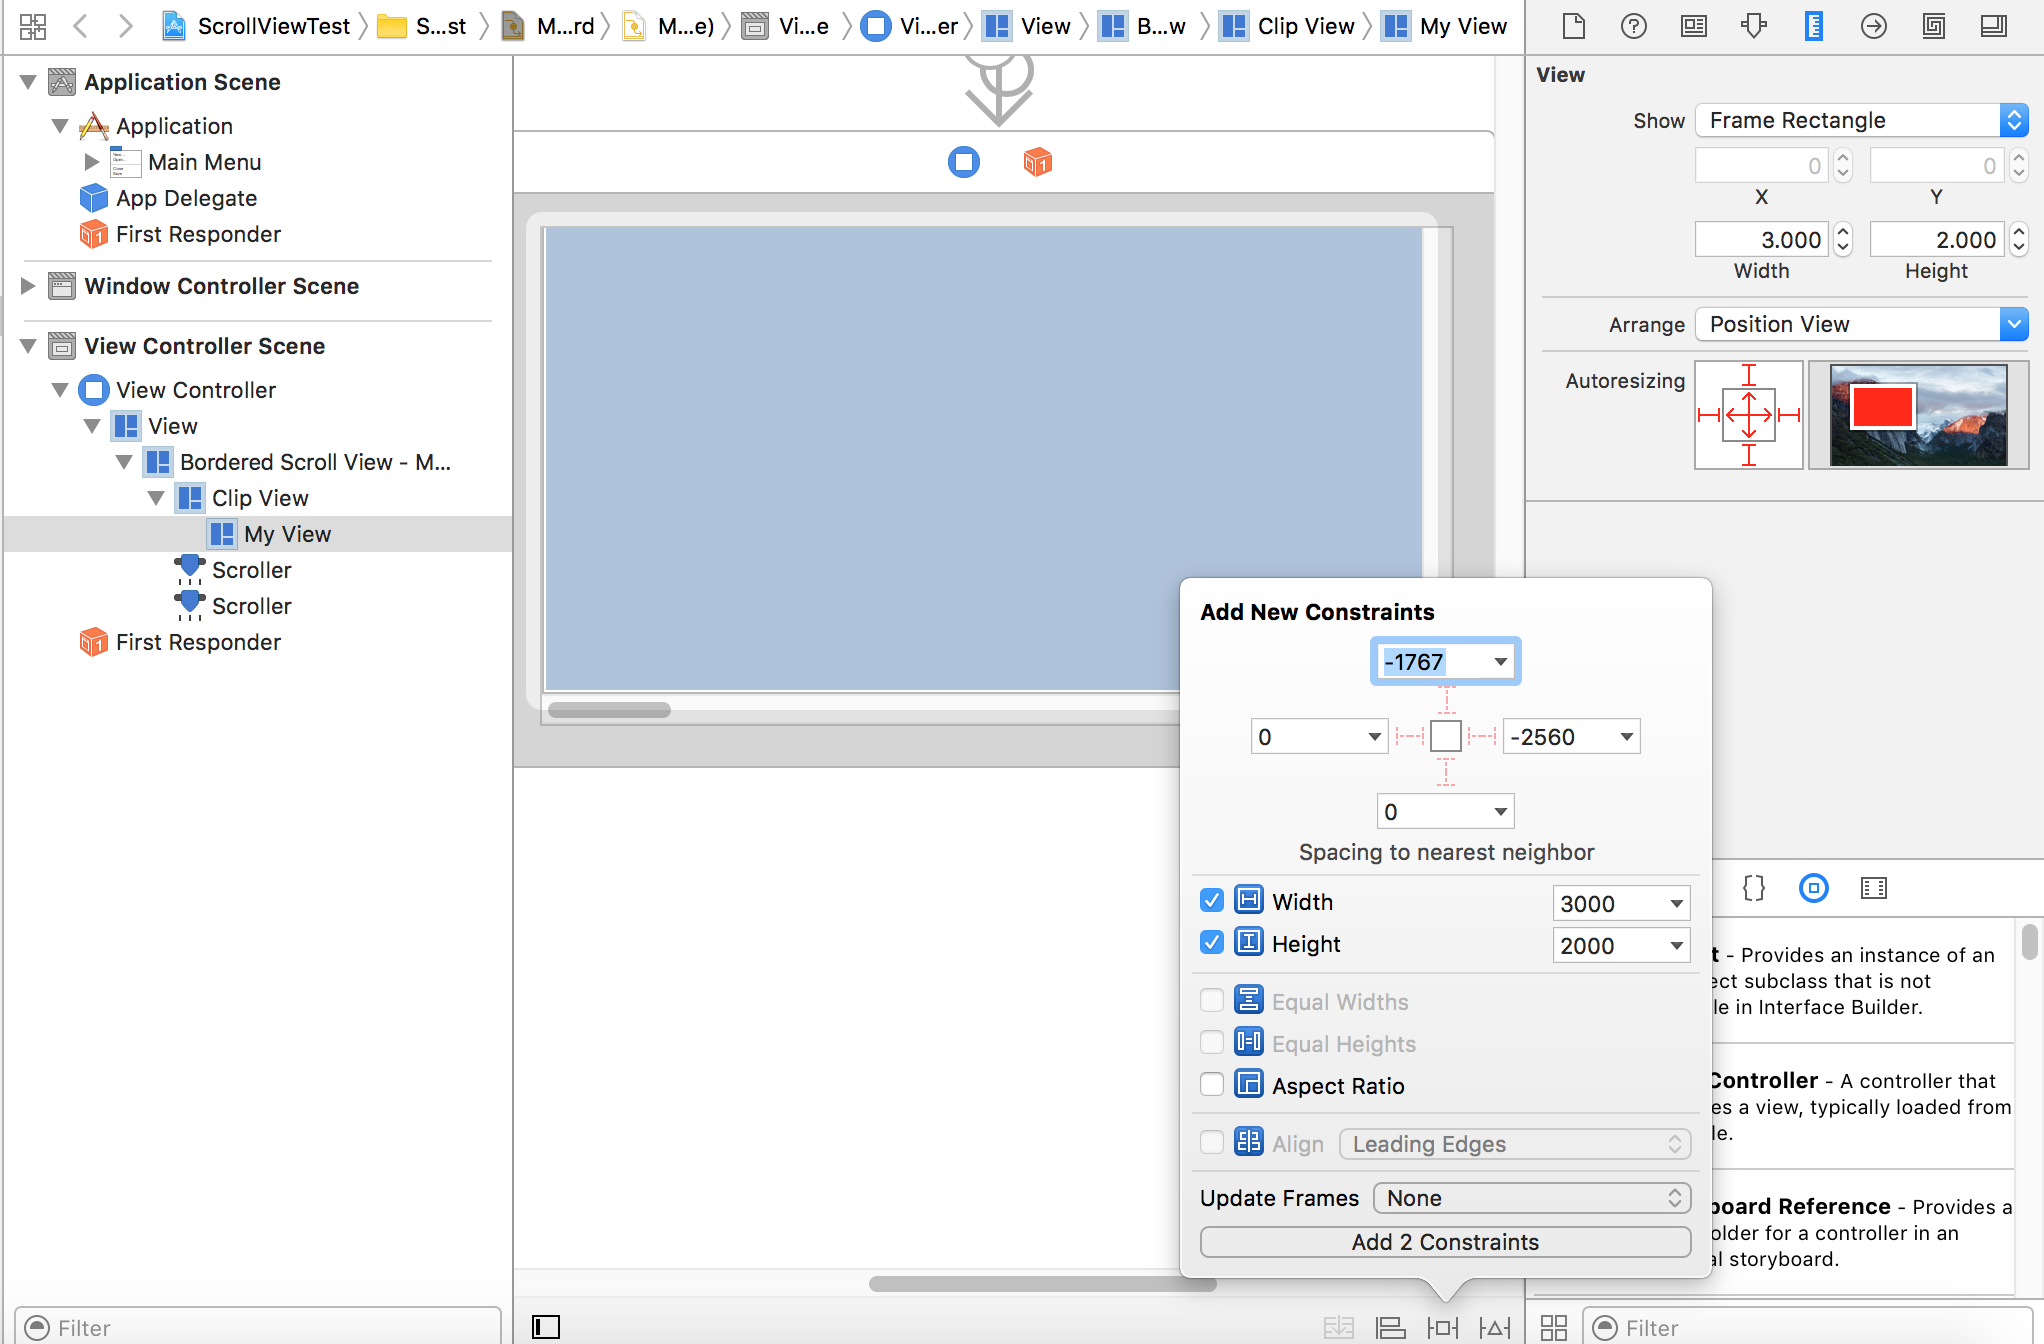 ScrollViewTest S...st M...rd M...e) Vi...e Vi...er View B...w Clip View My View
Application Scene
Application
Main Menu
App Delegate
First Responder
Window Controller Scene
View Controller Scene
View Controller
View
Bordered Scroll View - M...
Clip View
My View
Scroller
Scroller
First Responder
Filter
View
Show Frame Rectangle
0 0
X Y
3.000 2.000
Width Height
Arrange Position View
Autoresizing
Add New Constraints
-1767
0 -2560
0
Spacing to nearest neighbor
Width 3000
Height 2000
Equal Widths
Equal Heights
Aspect Ratio
Align Leading Edges
Update Frames None
Add 2 Constraints
t - Provides an instance of an
ect subclass that is not
le in Interface Builder.
Controller - A controller that
es a view, typically loaded from
le.
board Reference - Provides a
older for a controller in an
al storyboard.
Filter